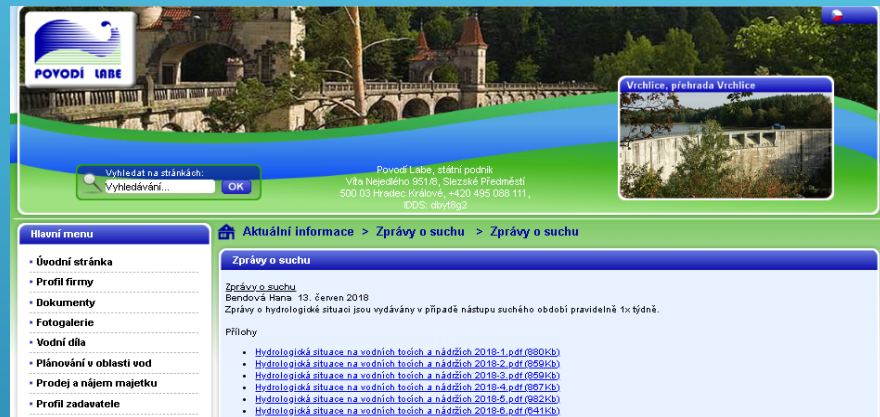 POVODÍ LABE
Vrchlice, přehrada Vrchlice
Vyhledat na stránkách:
Vyhledávání...
OK
Povodí Labe, státní podnik
Víta Nejedlého 951/8, Slezské Předměstí
500 03 Hradec Králové, +420 495 088 111,
IDDS: dbyt8g2
Hlavní menu
Úvodní stránka
Profil firmy
Dokumenty
Fotogalerie
Vodní díla
Plánování v oblasti vod
Prodej a nájem majetku
Profil zadavatele
Aktuální informace > Zprávy o suchu > Zprávy o suchu
Zprávy o suchu
Zprávy o suchu
Bendová Hana 13. červen 2018
Zprávy o hydrologické situaci jsou vydávány v případě nástupu suchého období pravidelně 1x týdně.
Přílohy
Hydrologická situace na vodních tocích a nádržích 2018-1.pdf (880Kb)
Hydrologická situace na vodních tocích a nádržích 2018-2.pdf (859Kb)
Hydrologická situace na vodních tocích a nádržích 2018-3.pdf (859Kb)
Hydrologická situace na vodních tocích a nádržích 2018-4.pdf (867Kb)
Hydrologická situace na vodních tocích a nádržích 2018-5.pdf (982Kb)
Hydrologická situace na vodních tocích a nádržích 2018-6.pdf (641Kb)